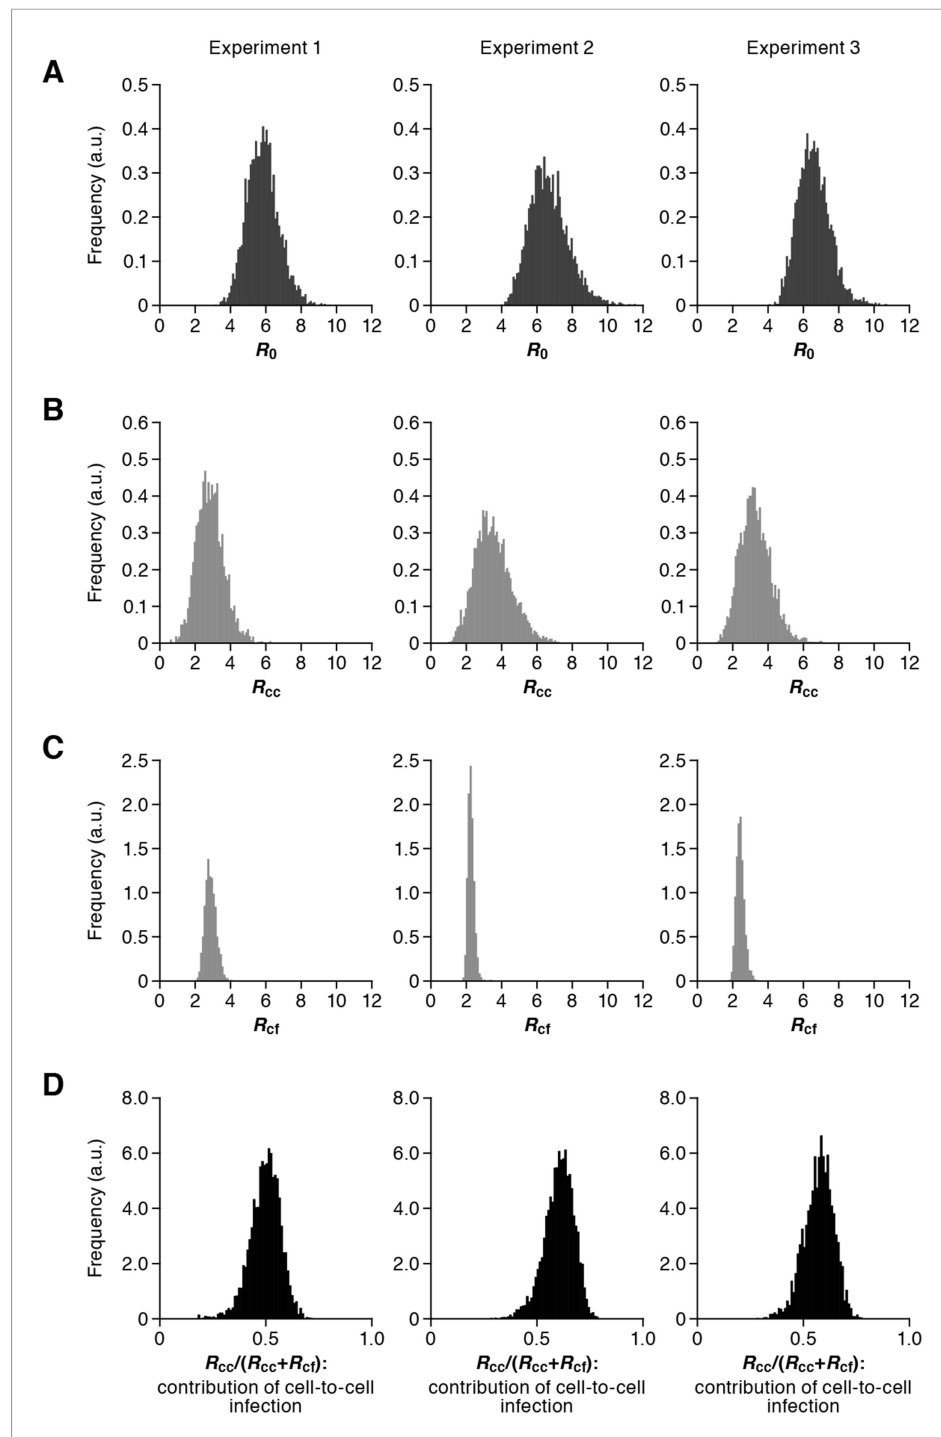 Experiment 1 Experiment 2 Experiment 3
A
Frequency (a.u.)
0.5 0.5 0.5
0.4 0.4 0.4
0.3 0.3 0.3
0.2 0.2 0.2
0.1 0.1 0.1
0 0 0
0 2 4 6 8 10 12 0 2 4 6 8 10 12 0 2 4 6 8 10 12
R0 R0 R0
B
Frequency (a.u.)
0.6 0.6 0.6
0.5 0.5 0.5
0.4 0.4 0.4
0.3 0.3 0.3
0.2 0.2 0.2
0.1 0.1 0.1
0 0 0
0 2 4 6 8 10 12 0 2 4 6 8 10 12 0 2 4 6 8 10 12
Rcc Rcc Rcc
C
Frequency (a.u.)
2.5 2.5 2.5
2.0 2.0 2.0
1.5 1.5 1.5
1.0 1.0 1.0
0.5 0.5 0.5
0 0 0
0 2 4 6 8 10 12 0 2 4 6 8 10 12 0 2 4 6 8 10 12
Rcf Rcf Rcf
D
Frequency (a.u.)
8.0 8.0 8.0
6.0 6.0 6.0
4.0 4.0 4.0
2.0 2.0 2.0
0 0 0
0 0.5 1.0 0 0.5 1.0 0 0.5 1.0
Rcc/(Rcc+Rcf): Rcc/(Rcc+Rcf): Rcc/(Rcc+Rcf):
contribution of cell-to-cell contribution of cell-to-cell contribution of cell-to-cell
infection infection infection